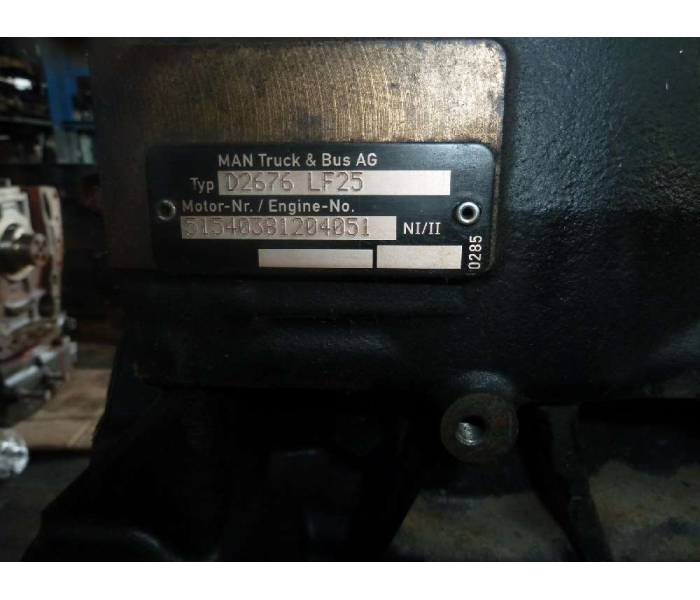 MAN Truck & Bus AG
Typ D2676 LF25
Motor-Nr. / Engine-No.
51540381204051 NI/II
0285